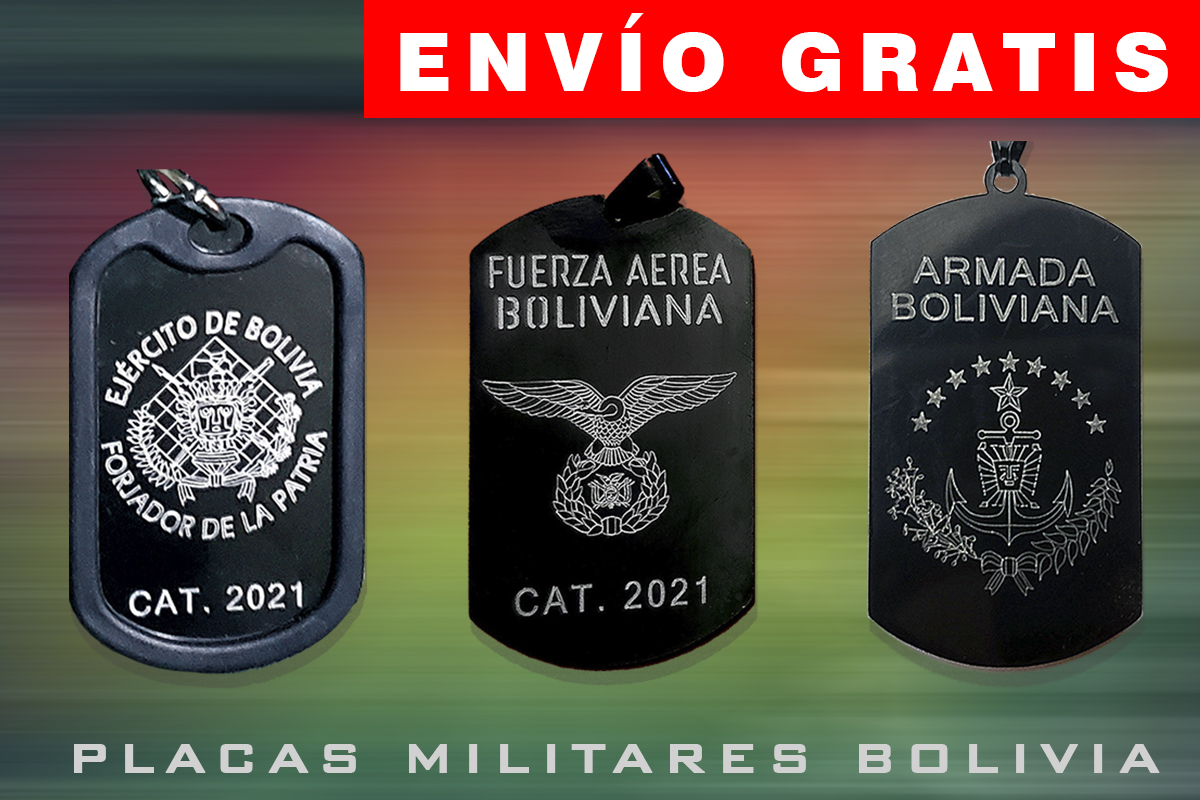 ENVÍO GRATIS
EJÉRCITO DE BOLIVIA
FORJADOR DE LA PATRIA
CAT. 2021
FUERZA AEREA
BOLIVIANA
CAT. 2021
ARMADA
BOLIVIANA
PLACAS MILITARES BOLIVIA